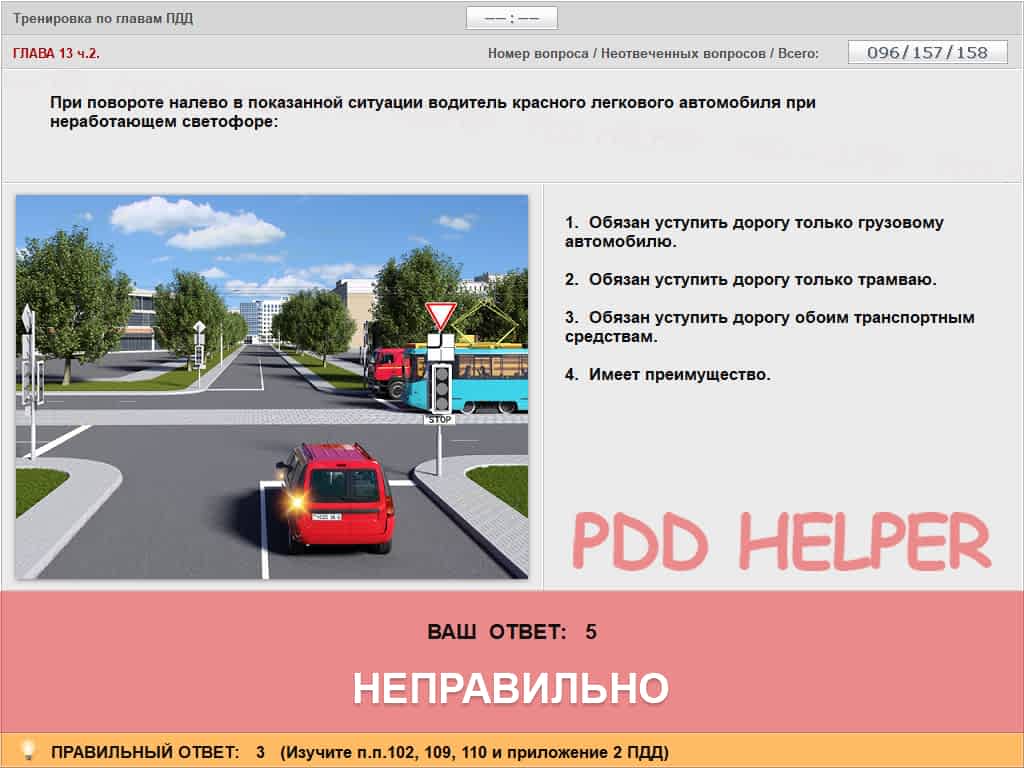 Тренировка по главам ПДД
—— : ——
ГЛАВА 13 ч.2.
Номер вопроса / Неотвеченных вопросов / Всего:
096/157/158
При повороте налево в показанной ситуации водитель красного легкового автомобиля при
неработающем светофоре:
STOP
1. Обязан уступить дорогу только грузовому
автомобилю.
2. Обязан уступить дорогу только трамваю.
3. Обязан уступить дорогу обоим транспортным
средствам.
4. Имеет преимущество.
PDD HELPER
ВАШ ОТВЕТ: 5
НЕПРАВИЛЬНО
ПРАВИЛЬНЫЙ ОТВЕТ: 3 (Изучите п.п.102, 109, 110 и приложение 2 ПДД)